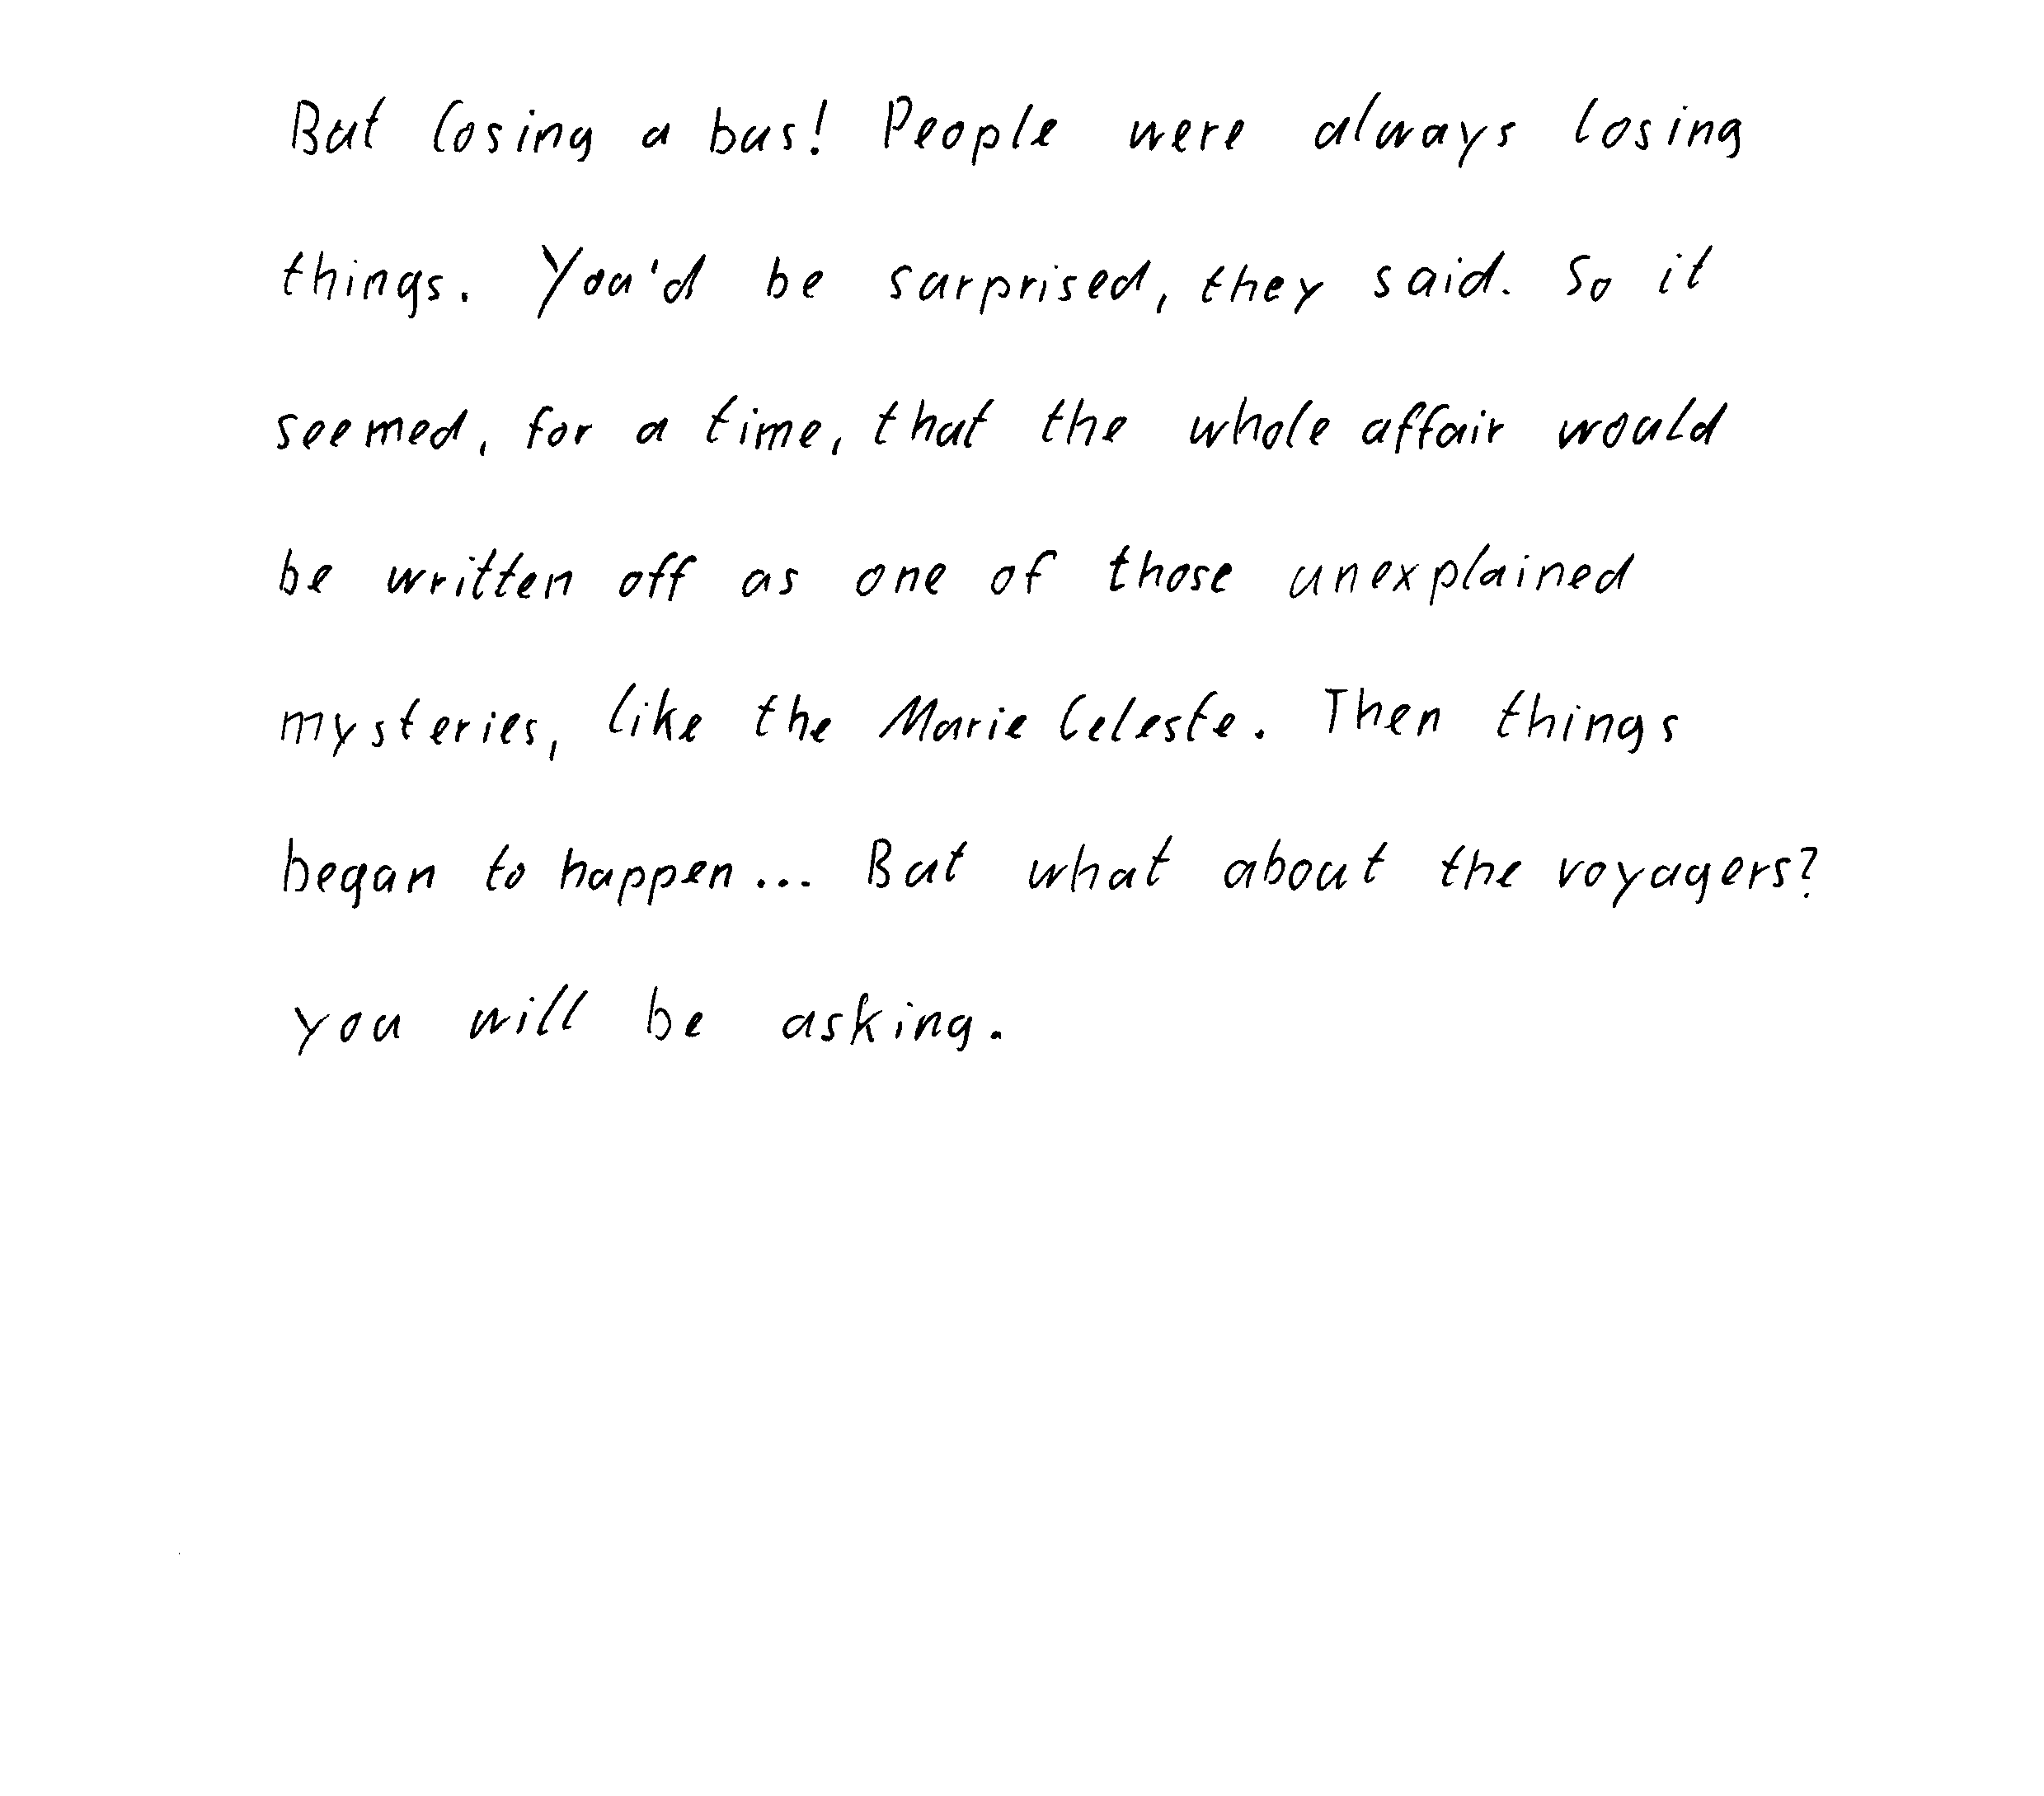 But losing a bus! People were always losing
things. You'd be surprised, they said. So it
seemed, for a time, that the whole affair would
be written off as one of those unexplained
mysteries, like the Marie Celeste. Then things
began to happen... But what about the voyagers?
you will be asking.